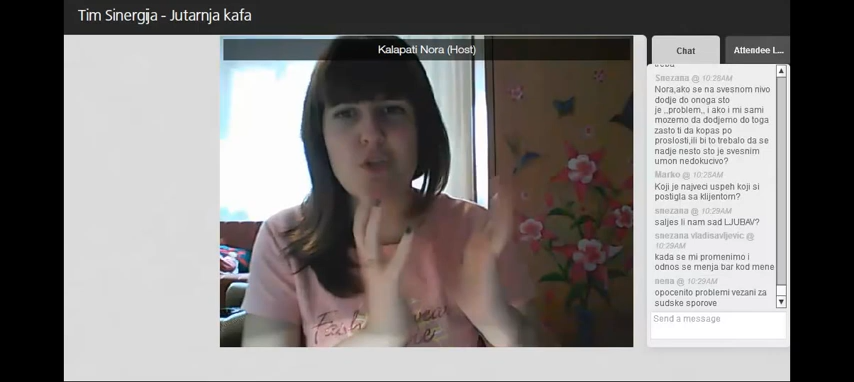 Tim Sinergija - Jutarnja kafa
Kalapati Nora (Host)
Chat
Attendee L...
Snezana @ 10:28AM
Nora,ako se na svesnom nivo
dodje do onoga sto
je ,,problem,, i ako i mi sami
mozemo da dodjemo do toga
zasto ti da kopas po
proslosti,ili bi to trebalo da se
nadje nesto sto je svesnim
umon nedokucivo?
Marko @ 10:28AM
Koji je najveci uspeh koji si
postigla sa klijentom?
snezana @ 10:29AM
saljes li nam sad LJUBAV?
snezana vladisavljevic @
10:29AM
kada se mi promenimo i
odnos se menja bar kod mene
nena @ 10:29AM
opocenito problemi vezani za
sudske sporove
Send a message